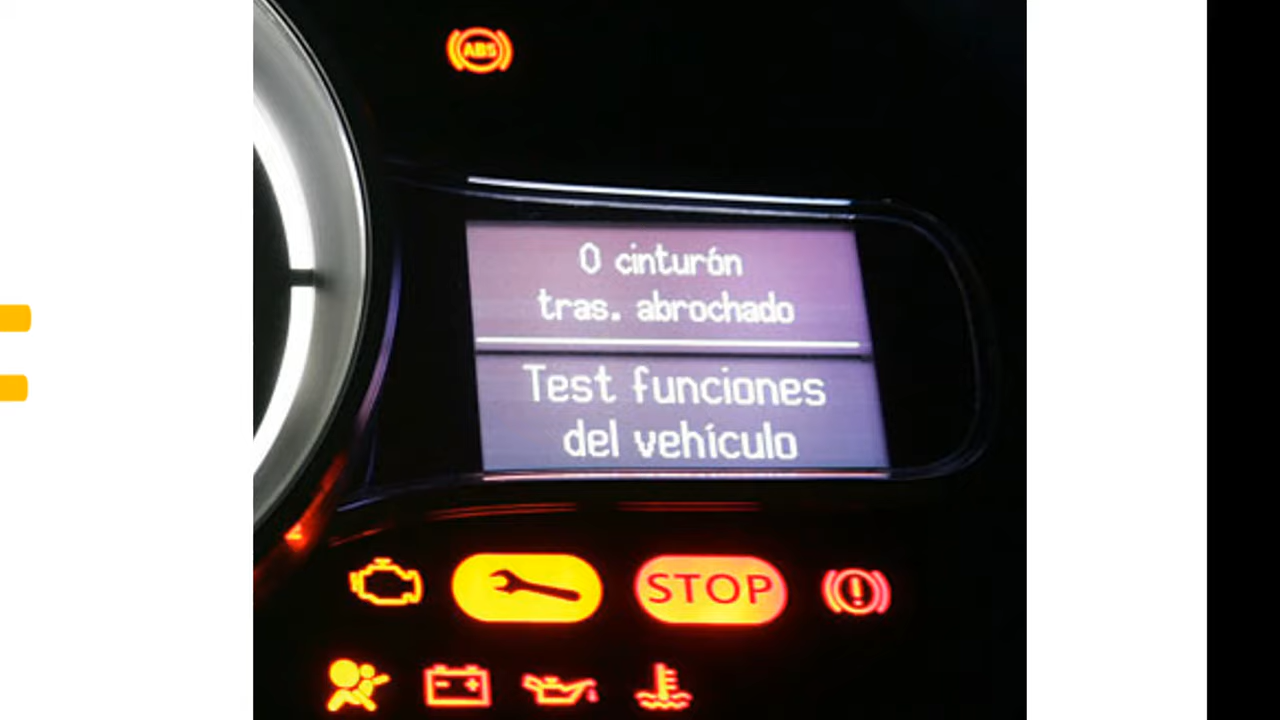 ABS
0 cinturón
tras. abrochado
Test funciones
del vehículo
STOP